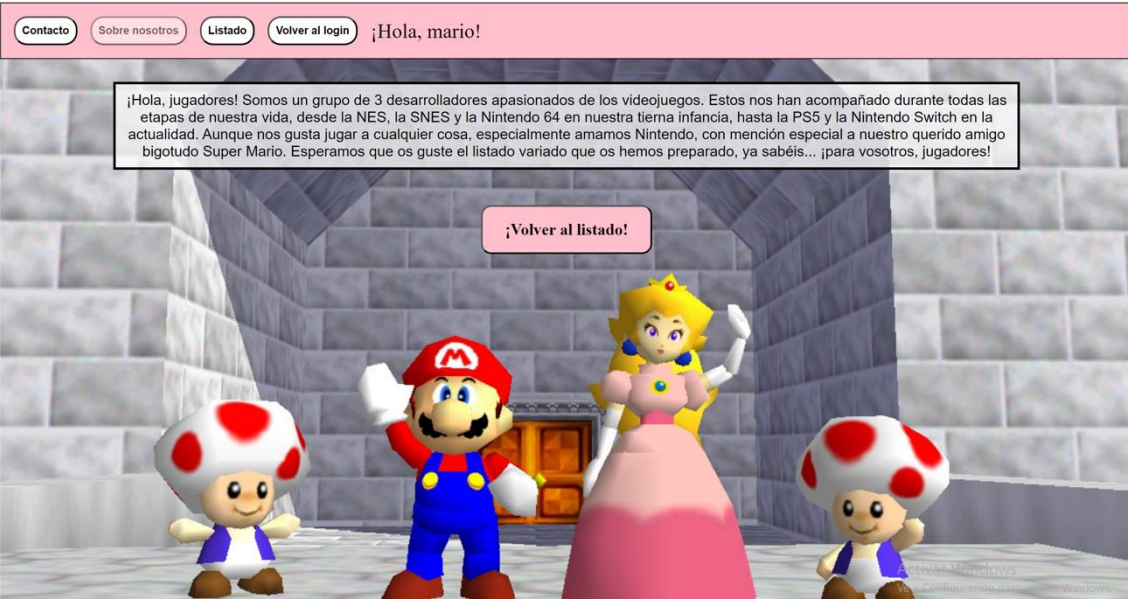 Contacto
Sobre nosotros
Listado
Volver al login
¡Hola, mario!
¡Hola, jugadores! Somos un grupo de 3 desarrolladores apasionados de los videojuegos. Estos nos han acompañado durante todas las
etapas de nuestra vida, desde la NES, la SNES y la Nintendo 64 en nuestra tierna infancia, hasta la PS5 y la Nintendo Switch en la
actualidad. Aunque nos gusta jugar a cualquier cosa, especialmente amamos Nintendo, con mención especial a nuestro querido amigo
bigotudo Super Mario. Esperamos que os guste el listado variado que os hemos preparado, ya sabéis... ¡para vosotros, jugadores!
¡Volver al listado!
M
Activar Windows
Windows